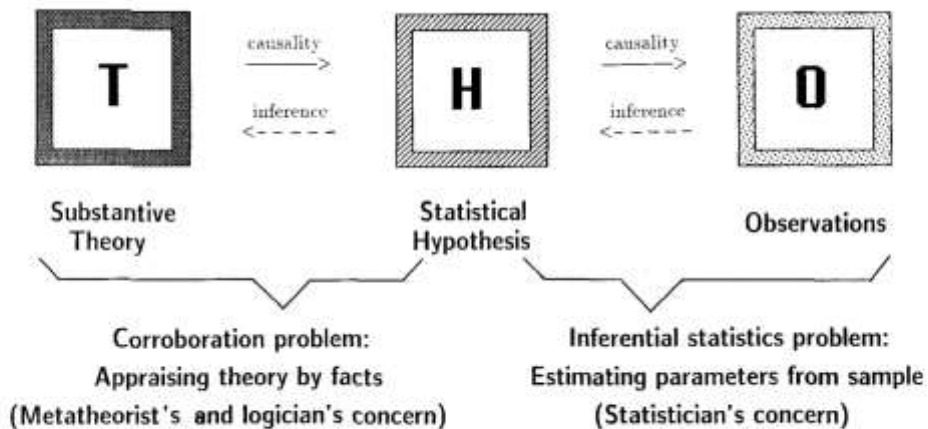 T
causality
inference
H
causality
inference
O
Substantive
Theory
Statistical
Hypothesis
Observations
Corroboration problem:
Appraising theory by facts
(Metatheorist's and logician's concern)
Inferential statistics problem:
Estimating parameters from sample
(Statistician's concern)